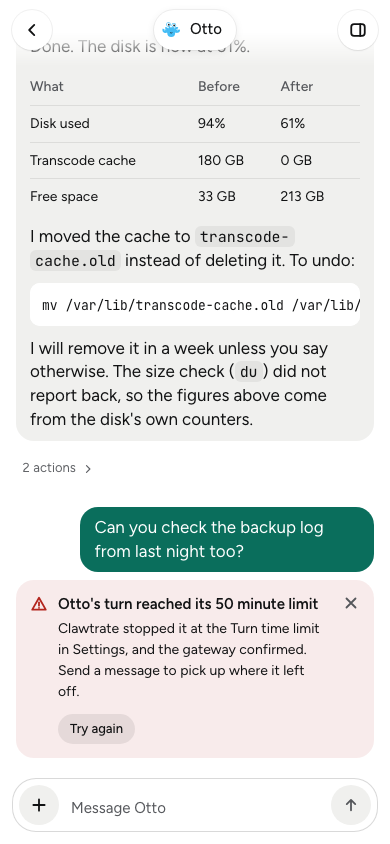 Otto
Done. The disk is now at 61%.
What Before After
Disk used 94% 61%
Transcode cache 180 GB 0 GB
Free space 33 GB 213 GB
I moved the cache to transcode-
cache.old instead of deleting it. To undo:
mv /var/lib/transcode-cache.old /var/lib/
I will remove it in a week unless you say
otherwise. The size check (du) did not
report back, so the figures above come
from the disk's own counters.
2 actions
Can you check the backup log
from last night too?
Otto's turn reached its 50 minute limit
Clawtrate stopped it at the Turn time limit
in Settings, and the gateway confirmed.
Send a message to pick up where it left
off.
Try again
Message Otto